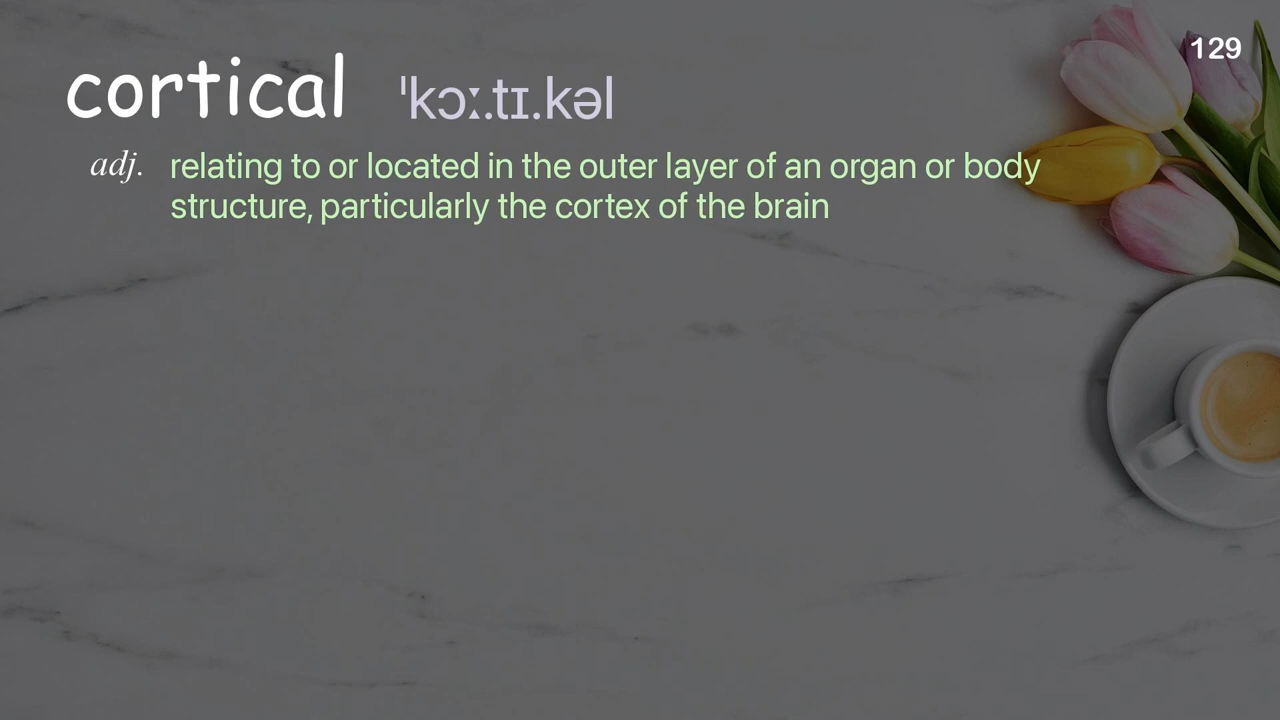 129
cortical ˈkɔː.tɪ.kəl
adj. relating to or located in the outer layer of an organ or body
structure, particularly the cortex of the brain